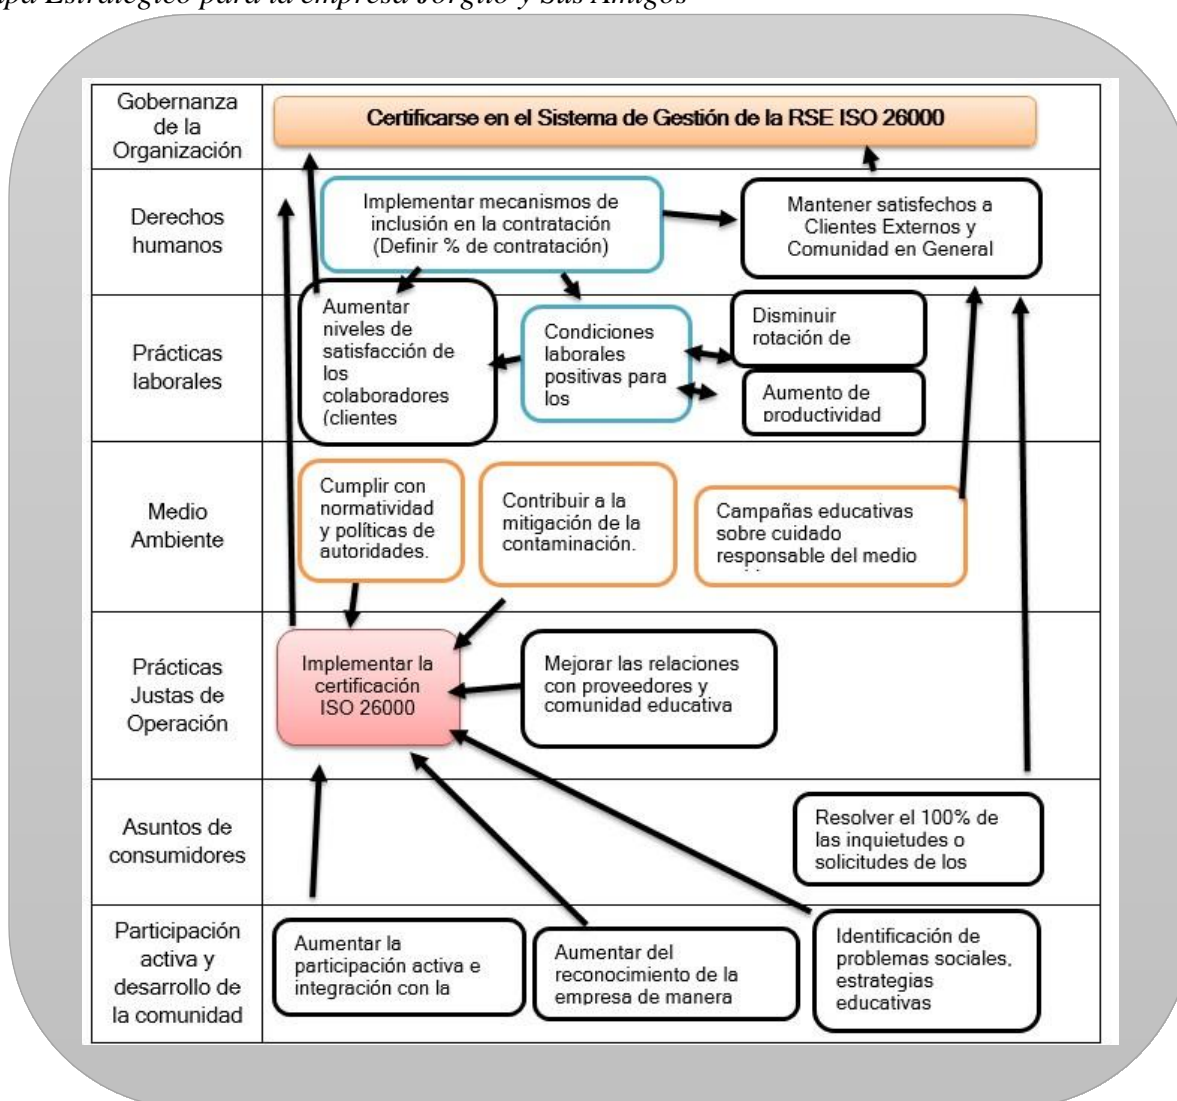 Estratégico para la empresa Jorgito y Sus Amigos
Gobernanza
de la
Organización
Certificarse en el Sistema de Gestión de la RSE ISO 26000
Derechos
humanos
Implementar mecanismos de
inclusión en la contratación
(Definir % de contratación)
Mantener satisfechos a
Clientes Externos y
Comunidad en General
Prácticas
laborales
Aumentar
niveles de
satisfacción de
los
colaboradores
(clientes
Condiciones
laborales
positivas para
los
Disminuir
rotación de
Aumento de
productividad
Medio
Ambiente
Cumplir con
normatividad
y políticas de
autoridades.
Contribuir a la
mitigación de la
contaminación.
Campañas educativas
sobre cuidado
responsable del medio
Prácticas
Justas de
Operación
Implementar la
certificación
ISO 26000
Mejorar las relaciones
con proveedores y
comunidad educativa
Asuntos de
consumidores
Resolver el 100% de
las inquietudes o
solicitudes de los
Participación
activa y
desarrollo de
la comunidad
Aumentar la
participación activa e
integración con la
Aumentar del
reconocimiento de la
empresa de manera
Identificación de
problemas sociales,
estrategias
educativas